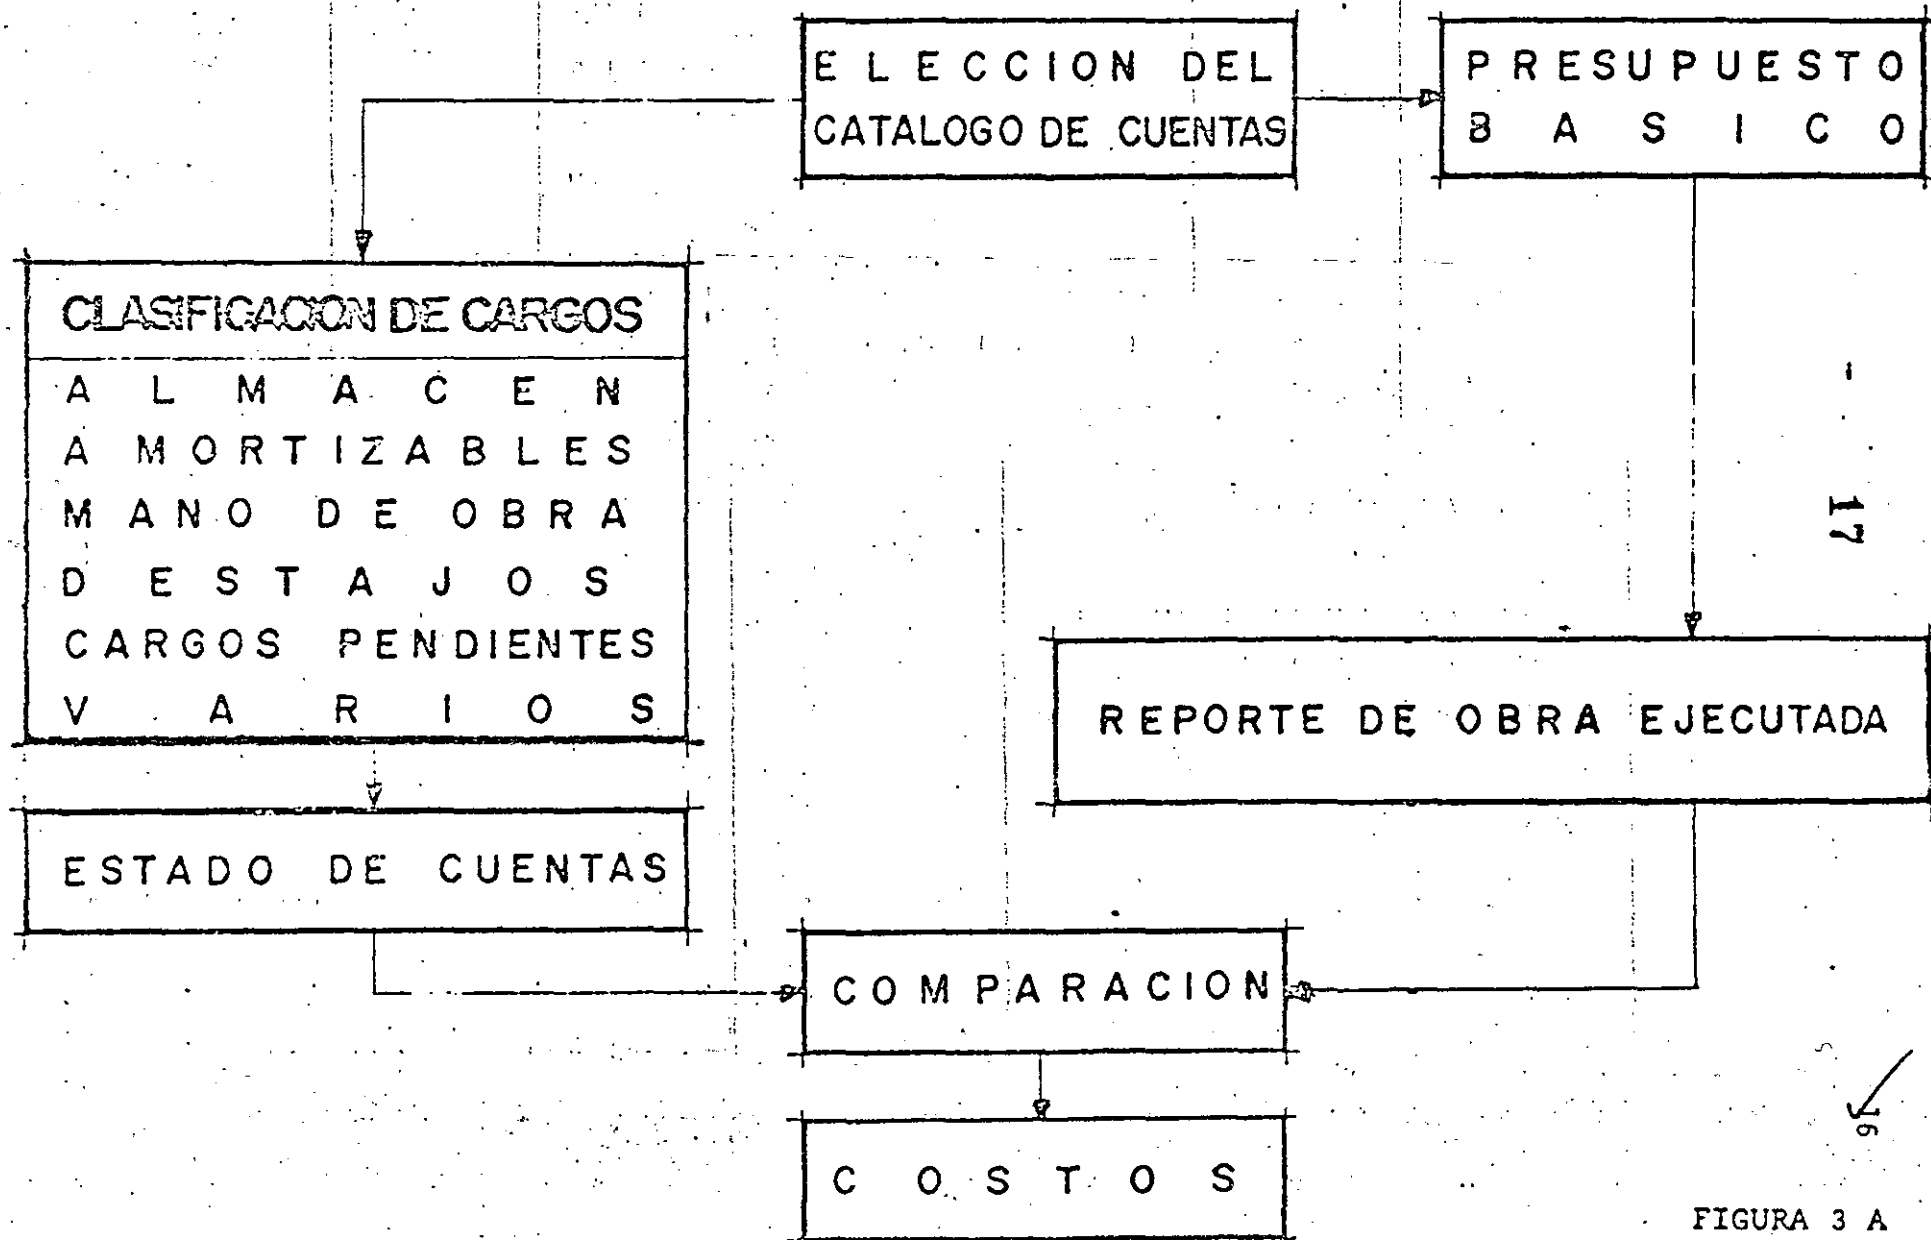 ELECCION DEL
CATALOGO DE CUENTAS
PRESUPUESTO
BASICO
CLASIFICACION DE CARGOS
ALMACEN
AMORTIZABLES
MANO DE OBRA
DESTAJOS
CARGOS PENDIENTES
VARIOS
ESTADO DE CUENTAS
REPORTE DE OBRA EJECUTADA
COMPARACION
COSTOS
- 17
16
FIGURA 3 A